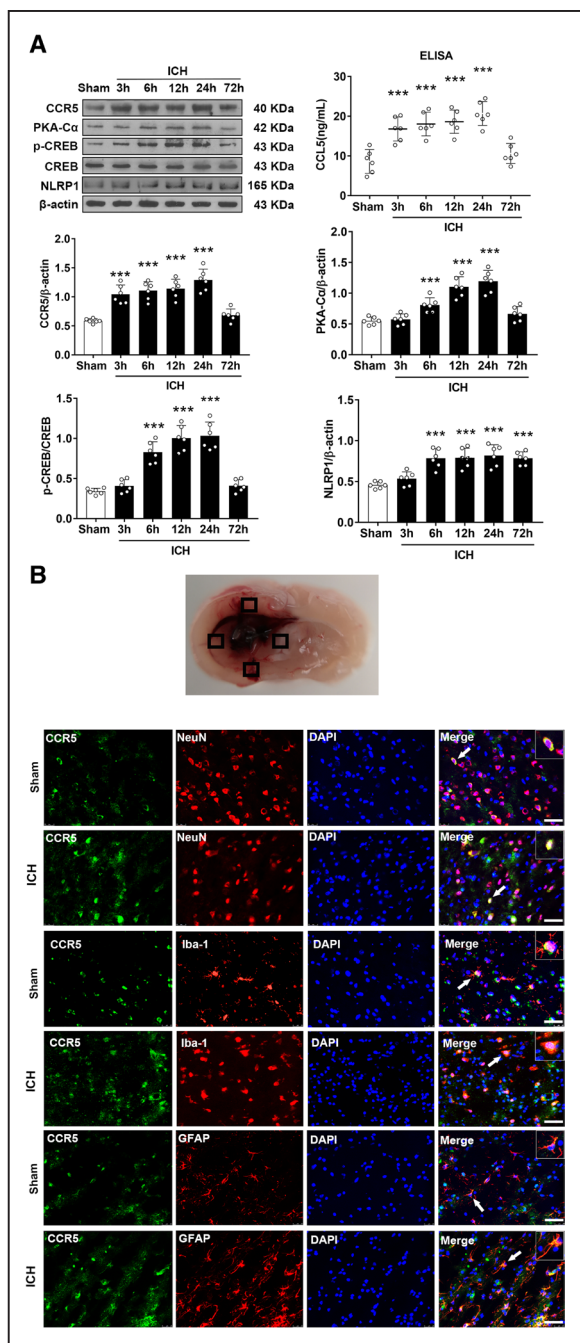 A
ICH
Sham 3h 6h 12h 24h 72h
CCR5 40 KDa
PKA-Cα 42 KDa
p-CREB 43 KDa
CREB 43 KDa
NLRP1 165 KDa
β-actin 43 KDa
ELISA
CCL5(ng/mL)
30
20
10
0
*** *** *** ***
Sham 3h 6h 12h 24h 72h
ICH
CCR5/β-actin
2.0
1.5
1.0
0.5
0.0
*** *** *** ***
Sham 3h 6h 12h 24h 72h
ICH
PKA-Cα/β-actin
2.0
1.5
1.0
0.5
0.0
*** *** ***
Sham 3h 6h 12h 24h 72h
ICH
p-CREB/CREB
1.5
1.0
0.5
0.0
*** *** ***
Sham 3h 6h 12h 24h 72h
ICH
NLRP1/β-actin
1.5
1.0
0.5
0.0
*** *** *** ***
Sham 3h 6h 12h 24h 72h
ICH
B
Sham CCR5 NeuN DAPI Merge
ICH CCR5 NeuN DAPI Merge
Sham CCR5 Iba-1 DAPI Merge
ICH CCR5 Iba-1 DAPI Merge
Sham CCR5 GFAP DAPI Merge
ICH CCR5 GFAP DAPI Merge